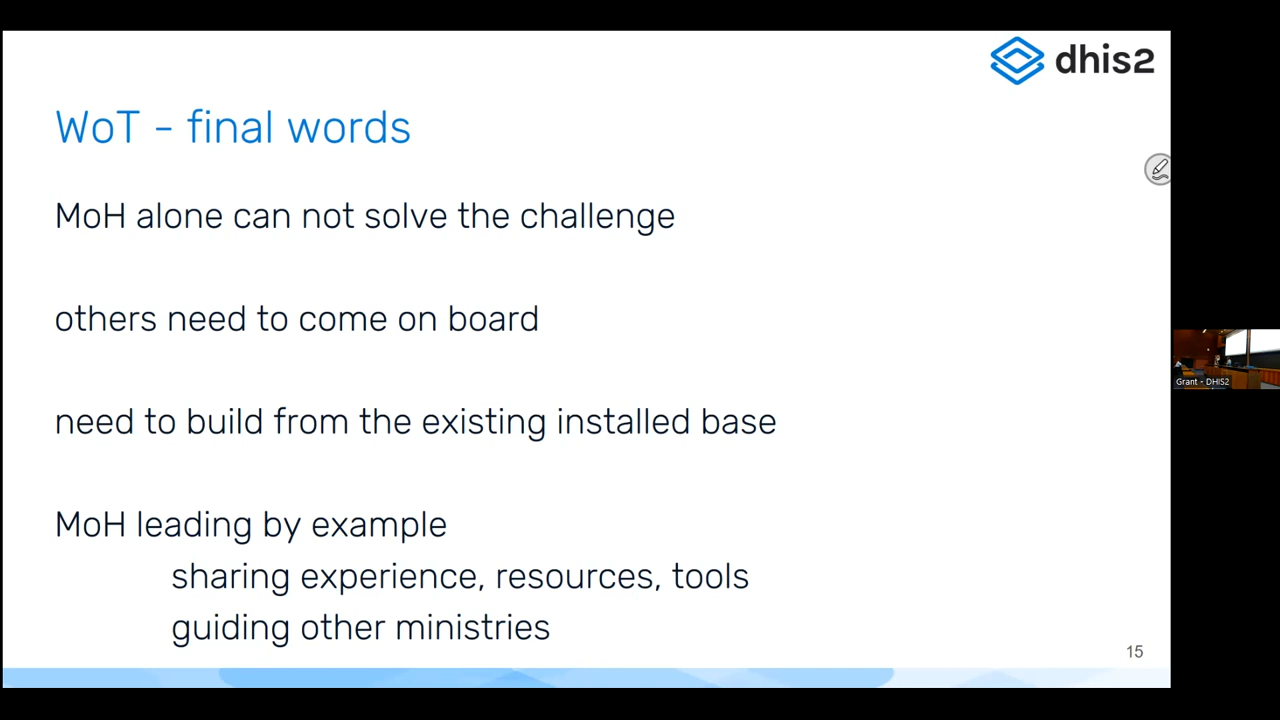 dhis2
WoT - final words
MoH alone can not solve the challenge
others need to come on board
need to build from the existing installed base
MoH leading by example
sharing experience, resources, tools
guiding other ministries
15
Grant - DHIS2